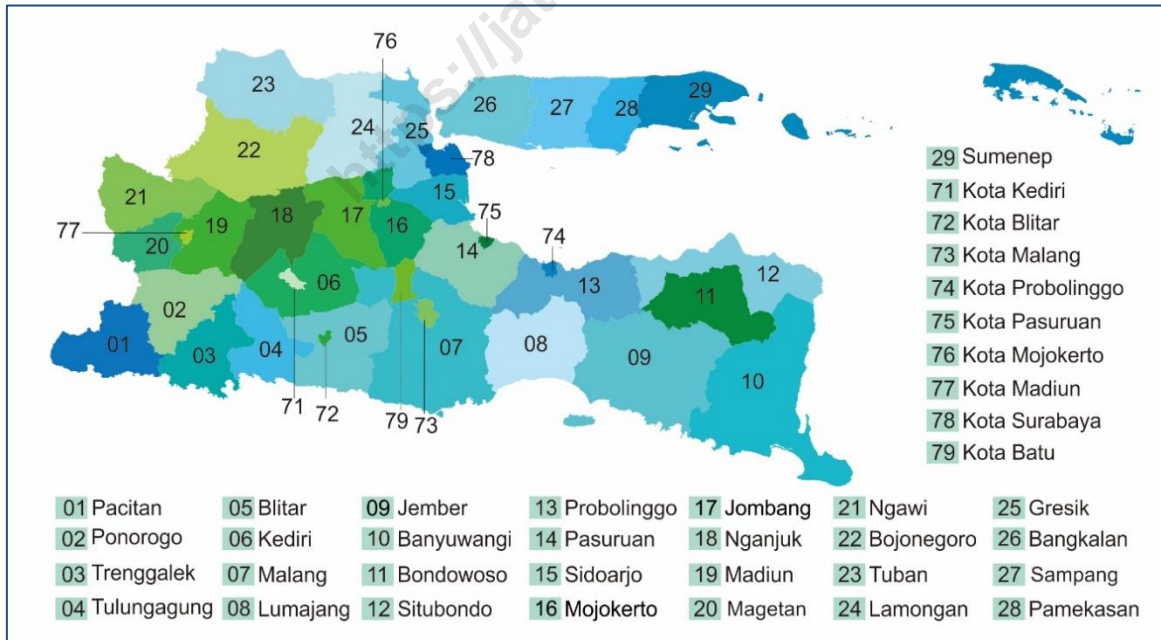 https://jat
76
23
29
26
27
28
24
25
22
78
21
15
18
17
19
16
75
77
20
14
74
12
06
13
11
02
05
01
03
04
07
08
09
10
71
72
79
73
29 Sumenep
71 Kota Kediri
72 Kota Blitar
73 Kota Malang
74 Kota Probolinggo
75 Kota Pasuruan
76 Kota Mojokerto
77 Kota Madiun
78 Kota Surabaya
79 Kota Batu
01 Pacitan 05 Blitar 09 Jember 13 Probolinggo 17 Jombang 21 Ngawi 25 Gresik
02 Ponorogo 06 Kediri 10 Banyuwangi 14 Pasuruan 18 Nganjuk 22 Bojonegoro 26 Bangkalan
03 Trenggalek 07 Malang 11 Bondowoso 15 Sidoarjo 19 Madiun 23 Tuban 27 Sampang
04 Tulungagung 08 Lumajang 12 Situbondo 16 Mojokerto 20 Magetan 24 Lamongan 28 Pamekasan